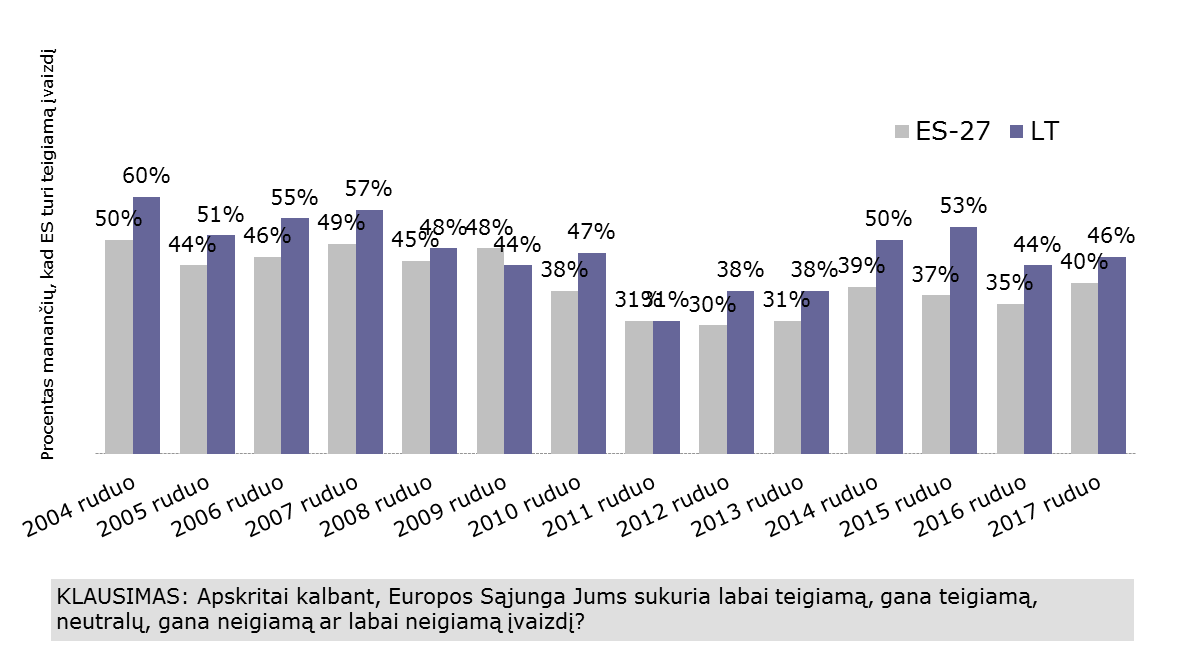 Procentas manančių, kad ES turi teigiamą įvaizdį
ES-27 LT
50% 60% 44% 51% 46% 55% 49% 57% 45% 48% 48% 44% 38% 47% 31% 31% 30% 38% 31% 38% 39% 50% 37% 53% 35% 44% 40% 46%
2004 ruduo 2005 ruduo 2006 ruduo 2007 ruduo 2008 ruduo 2009 ruduo 2010 ruduo 2011 ruduo 2012 ruduo 2013 ruduo 2014 ruduo 2015 ruduo 2016 ruduo 2017 ruduo
KLAUSIMAS: Apskritai kalbant, Europos Sąjunga Jums sukuria labai teigiamą, gana teigiamą,
neutralų, gana neigiamą ar labai neigiamą įvaizdį?